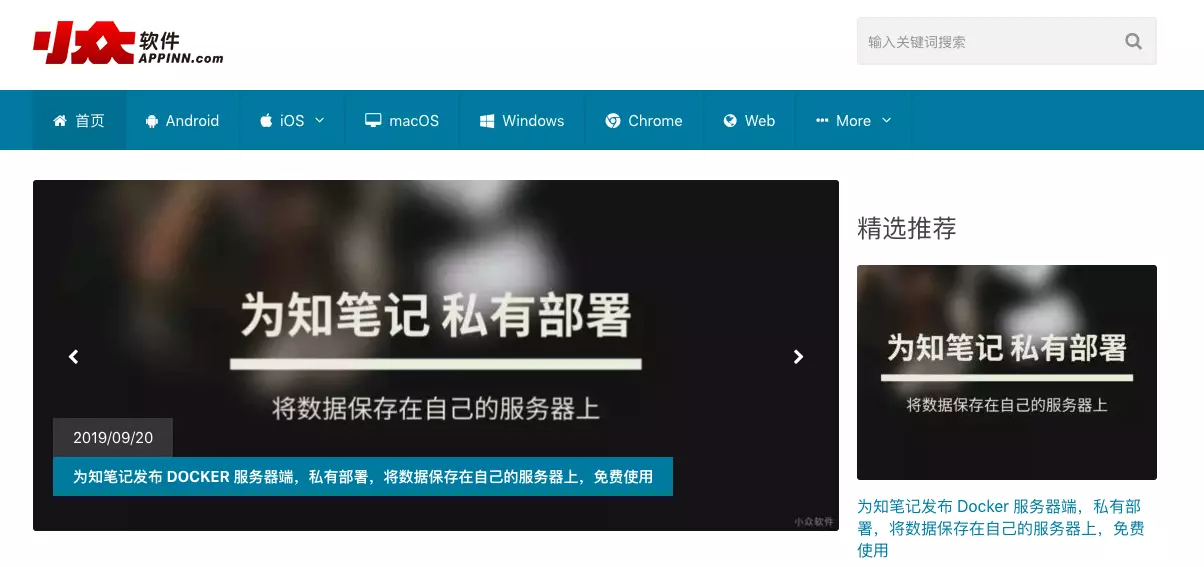 小众软件
APPINN.com
输入关键词搜索
首页 Android iOS macOS Windows Chrome Web More
为知笔记 私有部署
将数据保存在自己的服务器上
2019/09/20
为知笔记发布 DOCKER 服务器端，私有部署，将数据保存在自己的服务器上，免费使用
小众软件
精选推荐
为知笔记 私有部署
将数据保存在自己的服务器上
为知笔记发布 Docker 服务器端，私有部
署，将数据保存在自己的服务器上，免费
使用